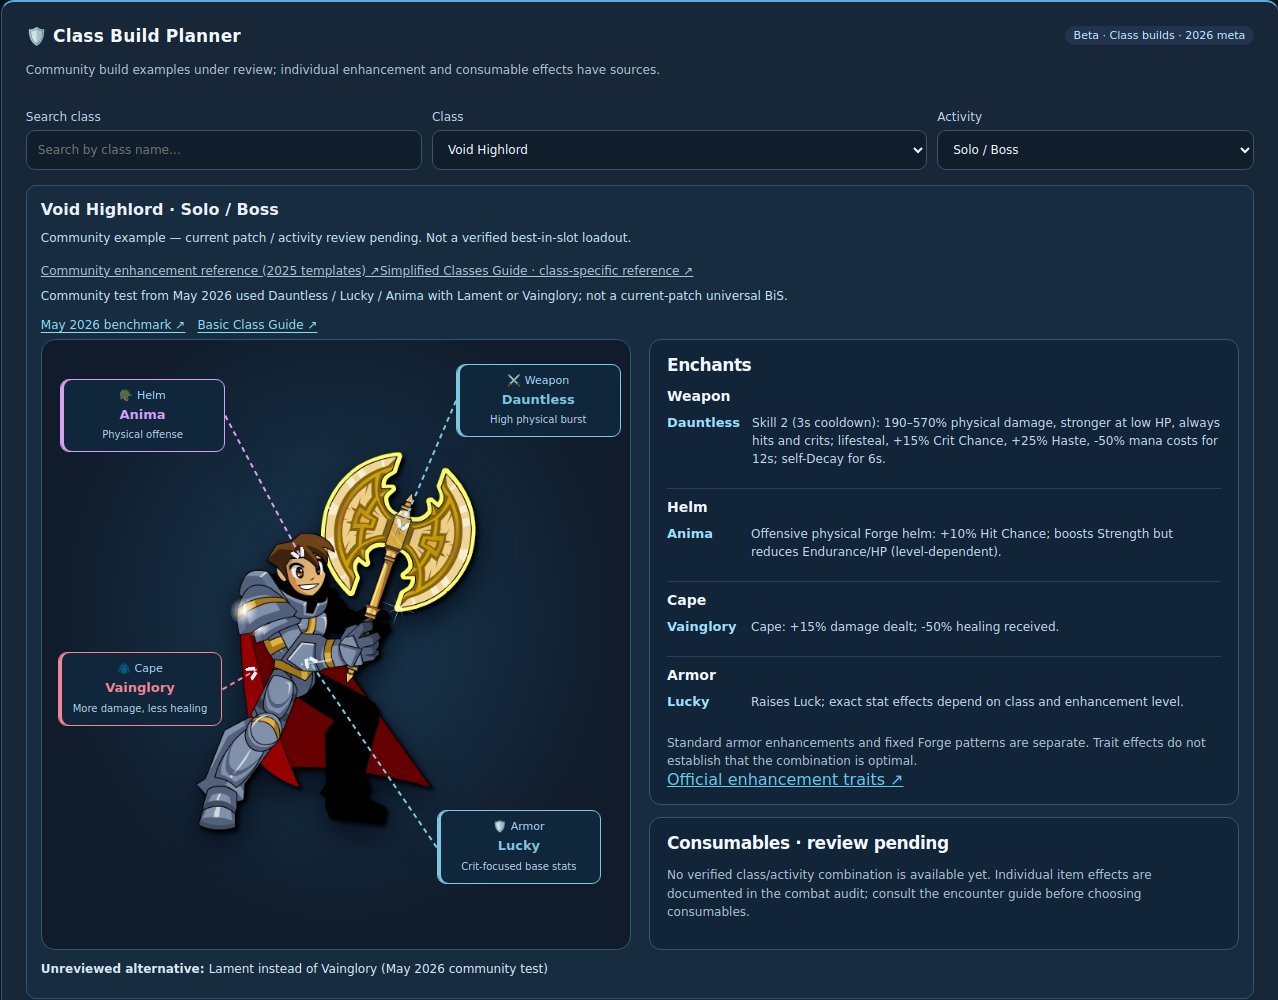 Class Build Planner
Beta · Class builds · 2026 meta
Community build examples under review; individual enhancement and consumable effects have sources.
Search class
Class
Activity
Search by class name...
Void Highlord
Solo / Boss
Void Highlord · Solo / Boss
Community example — current patch / activity review pending. Not a verified best-in-slot loadout.
Community enhancement reference (2025 templates) ↗Simplified Classes Guide · class-specific reference ↗
Community test from May 2026 used Dauntless / Lucky / Anima with Lament or Vainglory; not a current-patch universal BiS.
May 2026 benchmark ↗ Basic Class Guide ↗
Helm
Anima
Physical offense
Weapon
Dauntless
High physical burst
Cape
Vainglory
More damage, less healing
Armor
Lucky
Crit-focused base stats
Enchants
Weapon
Dauntless Skill 2 (3s cooldown): 190–570% physical damage, stronger at low HP, always
hits and crits; lifesteal, +15% Crit Chance, +25% Haste, -50% mana costs for
12s; self-Decay for 6s.
Helm
Anima Offensive physical Forge helm: +10% Hit Chance; boosts Strength but
reduces Endurance/HP (level-dependent).
Cape
Vainglory Cape: +15% damage dealt; -50% healing received.
Armor
Lucky Raises Luck; exact stat effects depend on class and enhancement level.
Standard armor enhancements and fixed Forge patterns are separate. Trait effects do not
establish that the combination is optimal.
Official enhancement traits ↗
Consumables · review pending
No verified class/activity combination is available yet. Individual item effects are
documented in the combat audit; consult the encounter guide before choosing
consumables.
Unreviewed alternative: Lament instead of Vainglory (May 2026 community test)